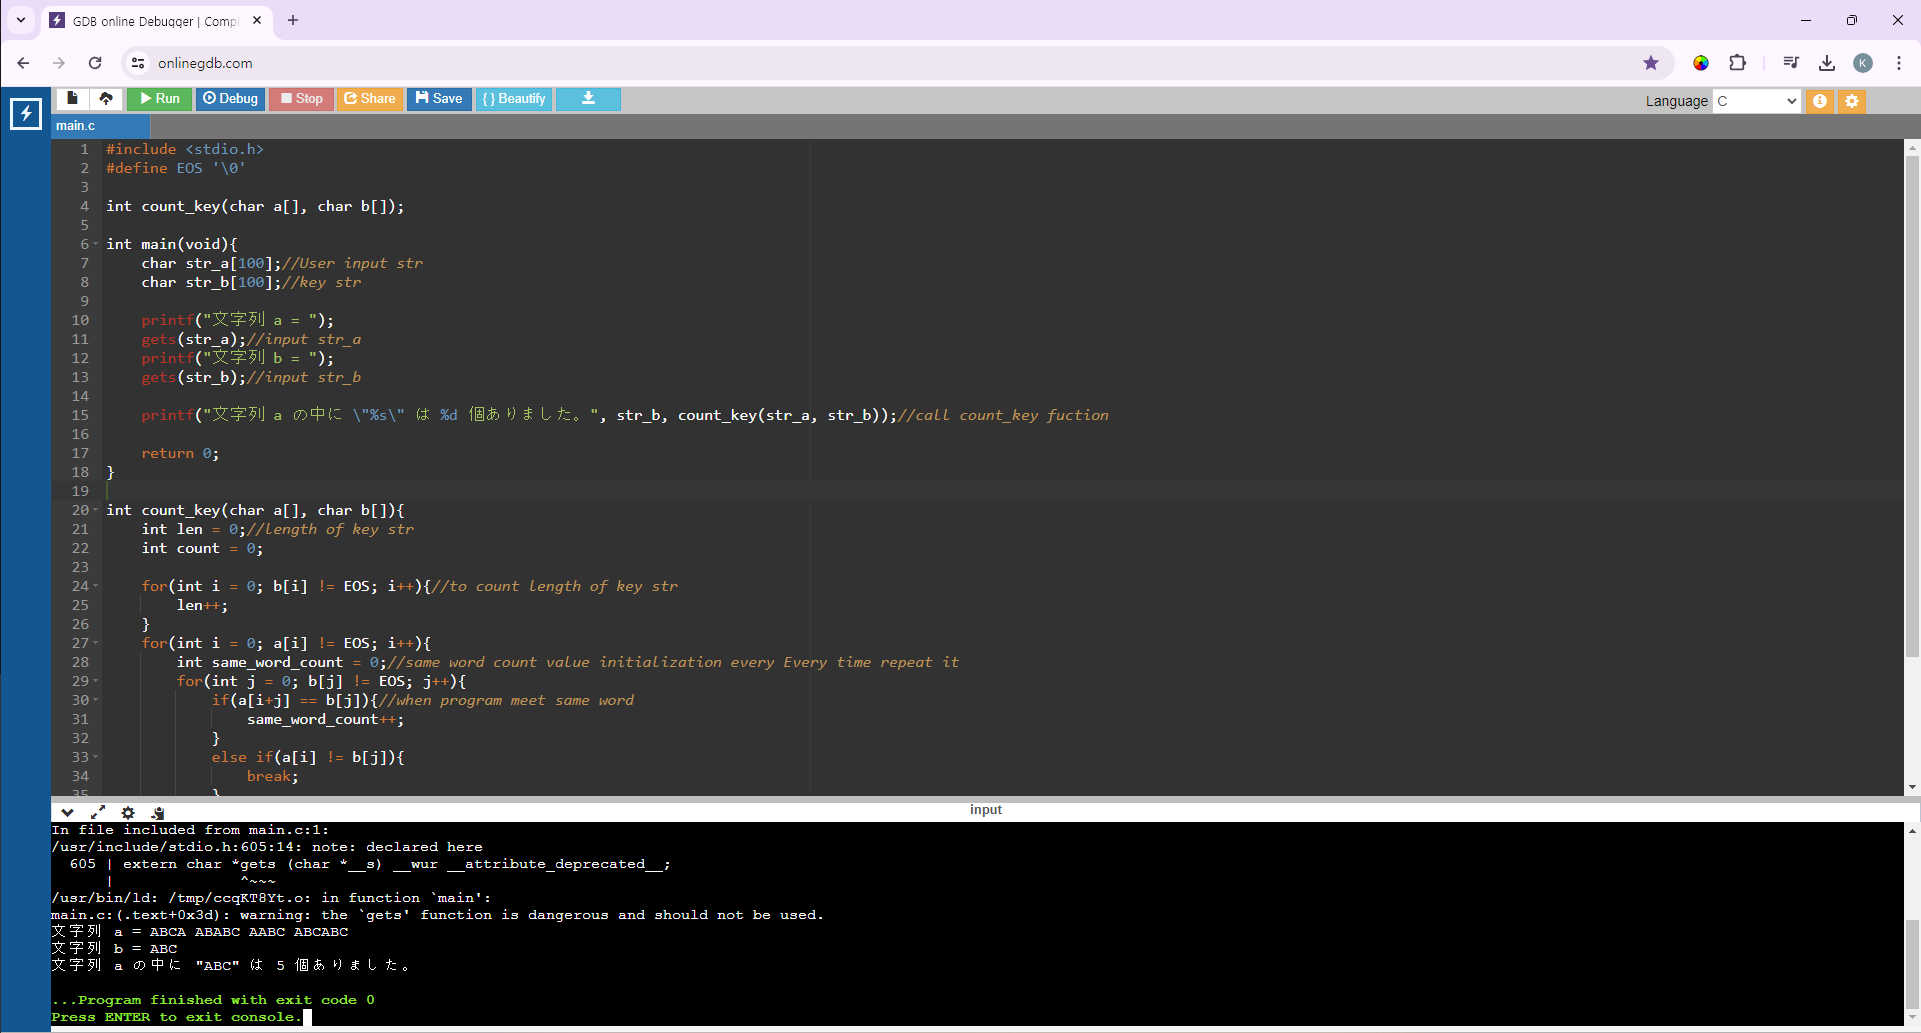 GDB online Debugger | Compi
onlinegdb.com
K
Run Debug Stop Share Save { } Beautify
Language C
main.c
1 #include <stdio.h>
2 #define EOS '\0'
3
4 int count_key(char a[], char b[]);
5
6 int main(void){
7 char str_a[100];//User input str
8 char str_b[100];//key str
9
10 printf("文字列 a = ");
11 gets(str_a);//input str_a
12 printf("文字列 b = ");
13 gets(str_b);//input str_b
14
15 printf("文字列 a の中に \"%s\" は %d 個ありました。", str_b, count_key(str_a, str_b));//call count_key fuction
16
17 return 0;
18 }
19
20 int count_key(char a[], char b[]){
21 int len = 0;//length of key str
22 int count = 0;
23
24 for(int i = 0; b[i] != EOS; i++){//to count length of key str
25 len++;
26 }
27 for(int i = 0; a[i] != EOS; i++){
28 int same_word_count = 0;//same word count value initialization every Every time repeat it
29 for(int j = 0; b[j] != EOS; j++){
30 if(a[i+j] == b[j]){//when program meet same word
31 same_word_count++;
32 }
33 else if(a[i] != b[j]){
34 break;
35 }
input
In file included from main.c:1:
/usr/include/stdio.h:605:14: note: declared here
605 | extern char *gets (char *__s) __wur __attribute_deprecated__;
| ^~~~
/usr/bin/ld: /tmp/ccqKT8Yt.o: in function `main':
main.c:(.text+0x3d): warning: the `gets' function is dangerous and should not be used.
文字列 a = ABCA ABABC AABC ABCABC
文字列 b = ABC
文字列 a の中に "ABC" は 5 個ありました。
...Program finished with exit code 0
Press ENTER to exit console.